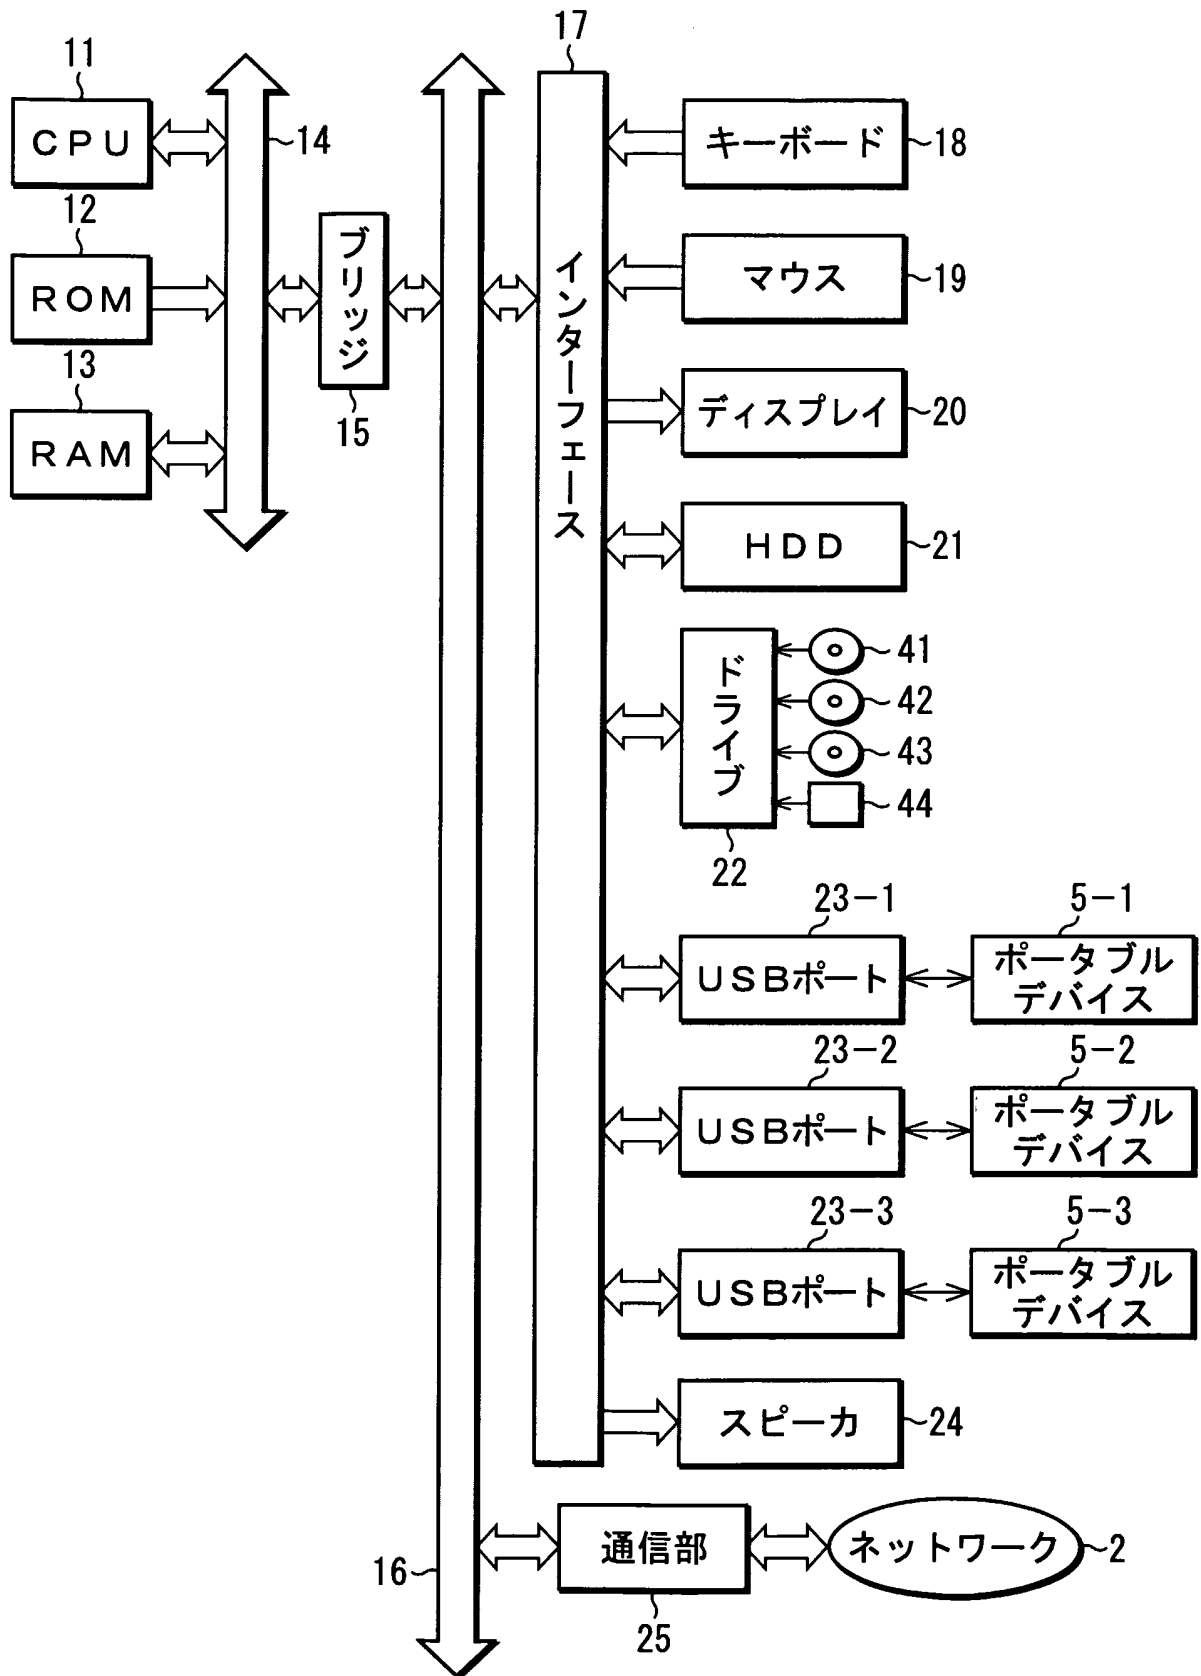 17
11
CPU
14
12
ROM
13
RAM
ブリッジ
15
インターフェース
キーボード
18
マウス
19
ディスプレイ
20
HDD
21
ドライブ
41
42
43
44
22
23-1
USBポート
5-1
ポータブル
デバイス
23-2
USBポート
5-2
ポータブル
デバイス
23-3
USBポート
5-3
ポータブル
デバイス
スピーカ
24
16
通信部
25
ネットワーク
2